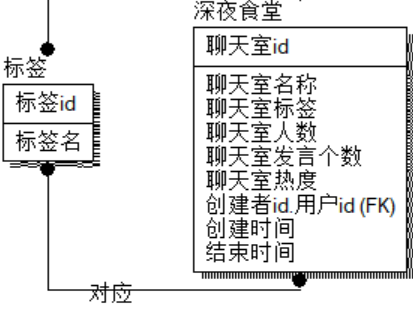 深夜食堂
聊天室id
聊天室名称
聊天室标签
聊天室人数
聊天室发言个数
聊天室热度
创建者id.用户id (FK)
创建时间
结束时间
标签
标签id
标签名
对应